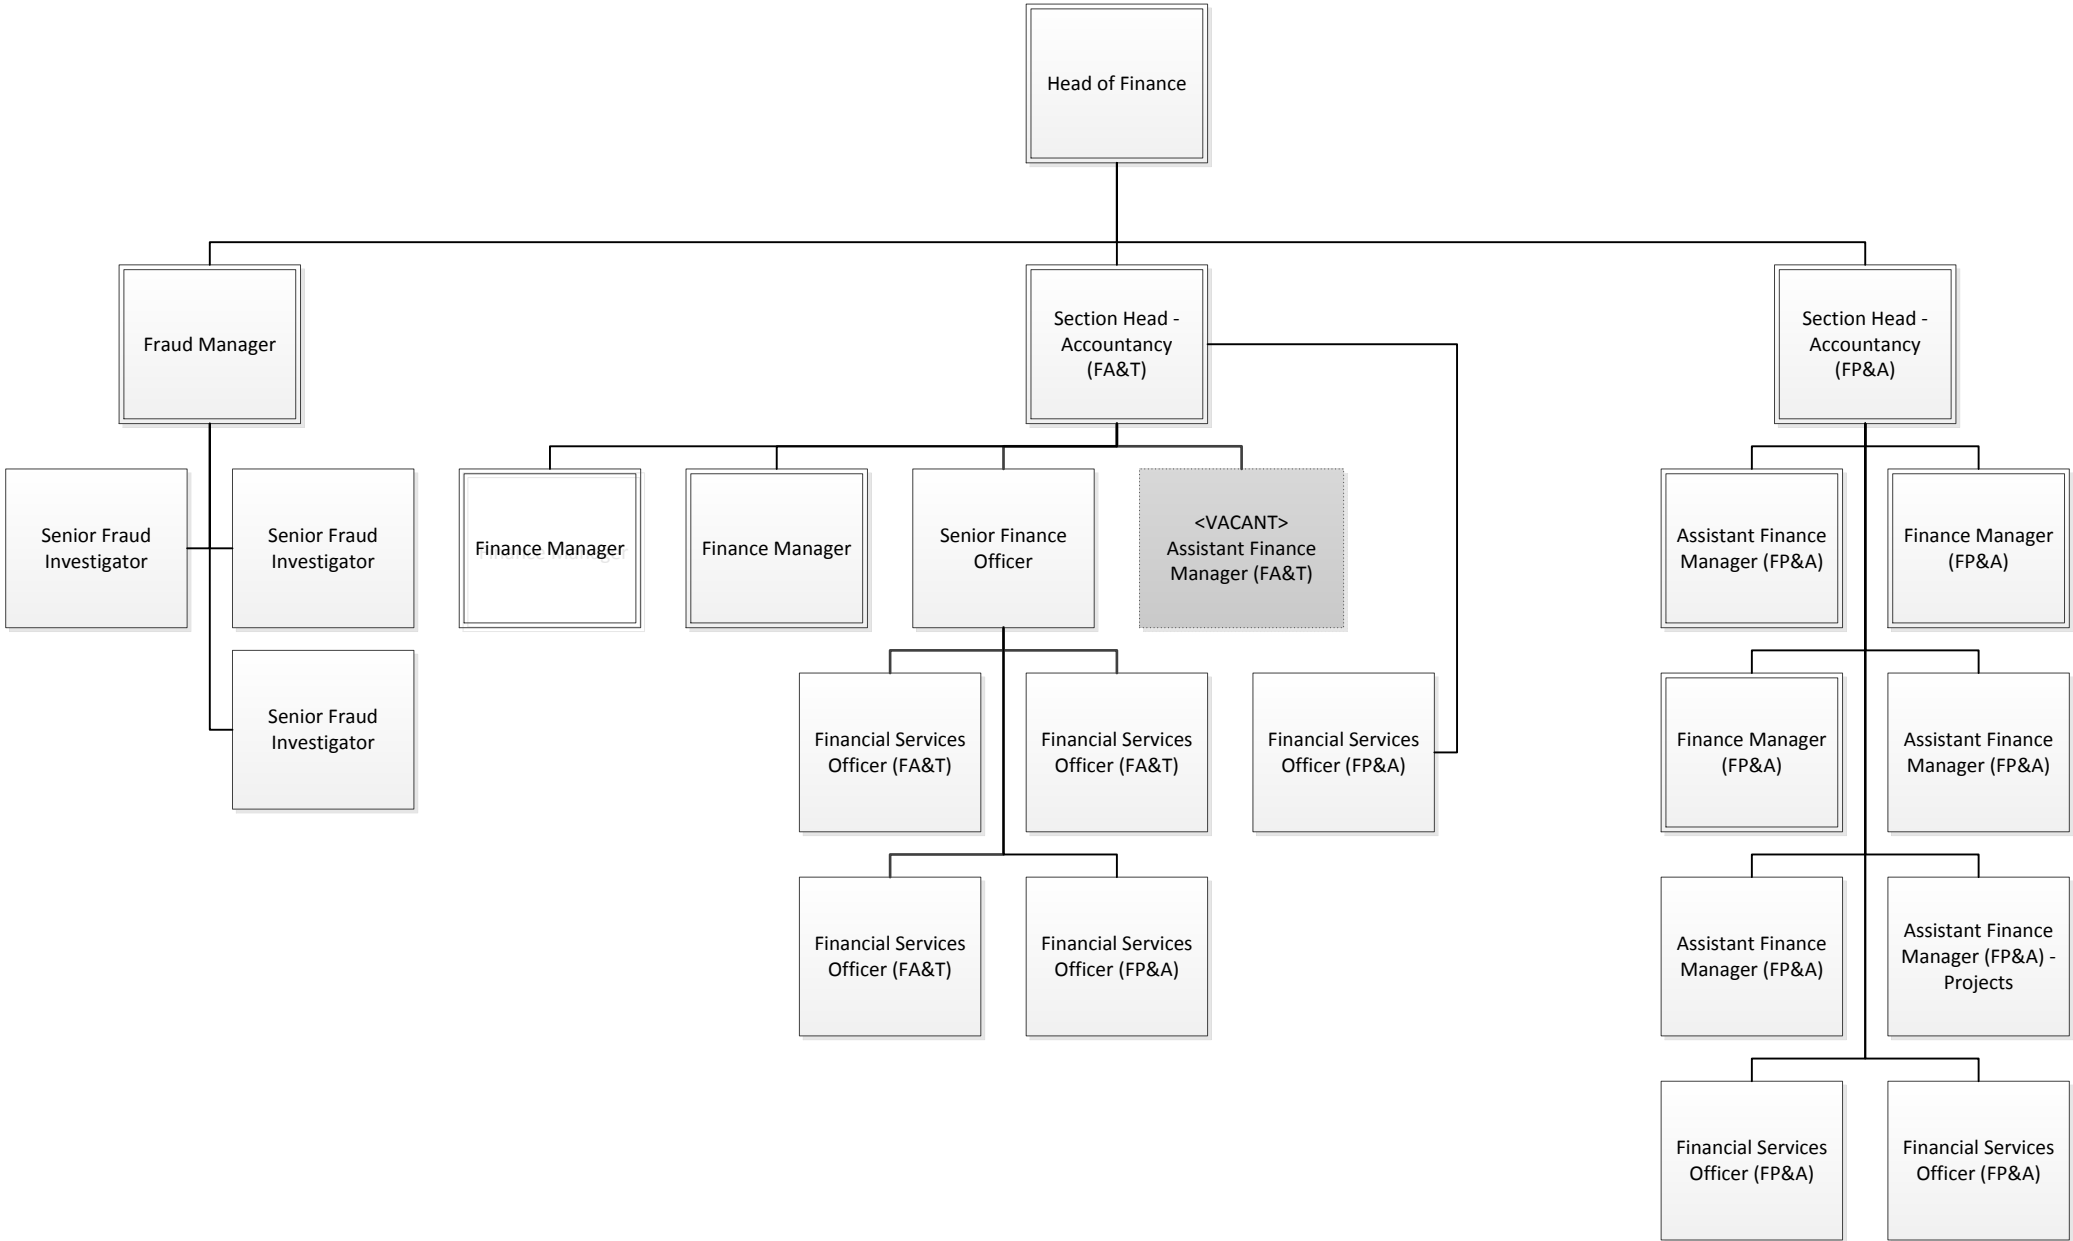 Head of Finance
Fraud Manager
Section Head -
Accountancy
(FA&T)
Section Head -
Accountancy
(FP&A)
Senior Fraud
Investigator
Senior Fraud
Investigator
Finance Manager
Finance Manager
Senior Finance
Officer
<VACANT>
Assistant Finance
Manager (FA&T)
Assistant Finance
Manager (FP&A)
Finance Manager
(FP&A)
Senior Fraud
Investigator
Financial Services
Officer (FA&T)
Financial Services
Officer (FA&T)
Financial Services
Officer (FP&A)
Finance Manager
(FP&A)
Assistant Finance
Manager (FP&A)
Financial Services
Officer (FA&T)
Financial Services
Officer (FP&A)
Assistant Finance
Manager (FP&A)
Assistant Finance
Manager (FP&A) -
Projects
Financial Services
Officer (FP&A)
Financial Services
Officer (FP&A)